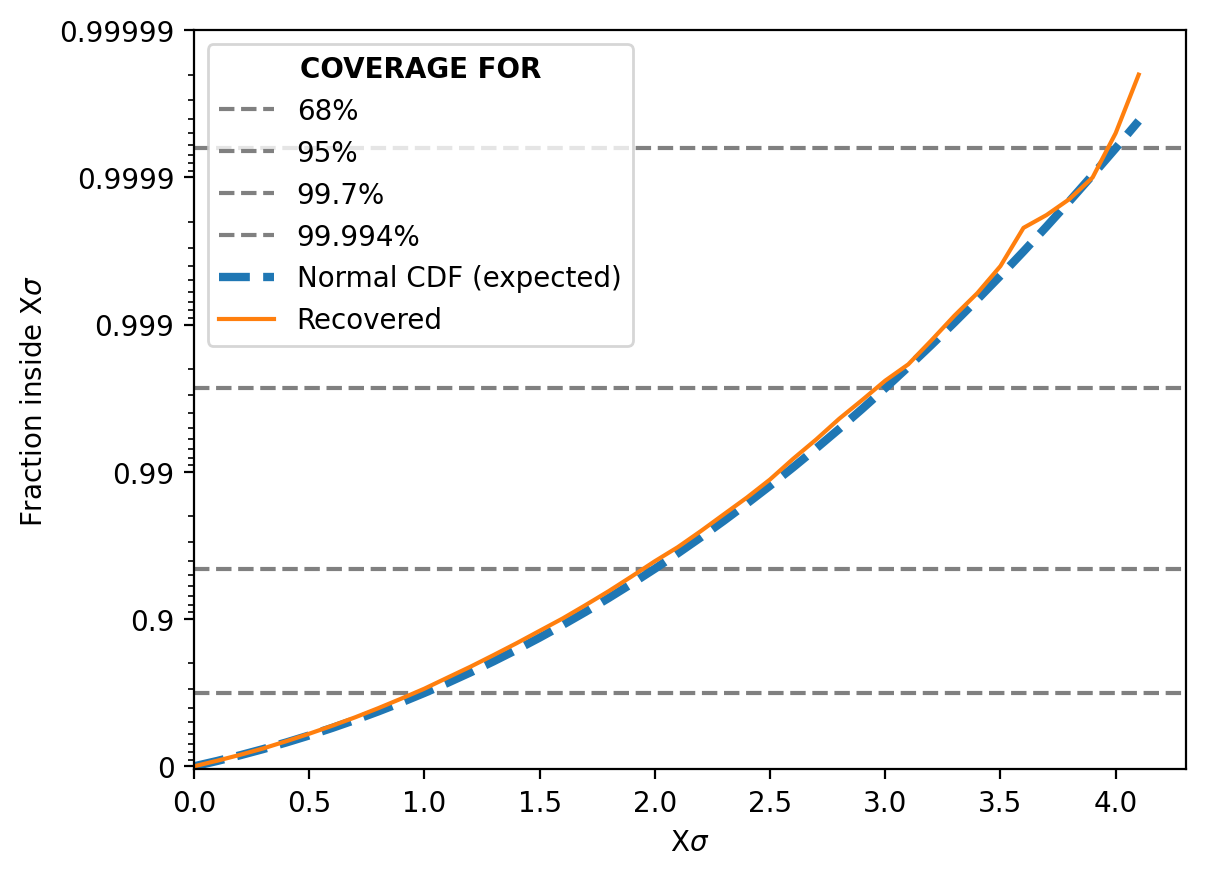 0.99999
0.9999
0.999
0.99
0.9
0
Fraction inside Xσ
COVERAGE FOR
68%
95%
99.7%
99.994%
Normal CDF (expected)
Recovered
0.0 0.5 1.0 1.5 2.0 2.5 3.0 3.5 4.0
Xσ